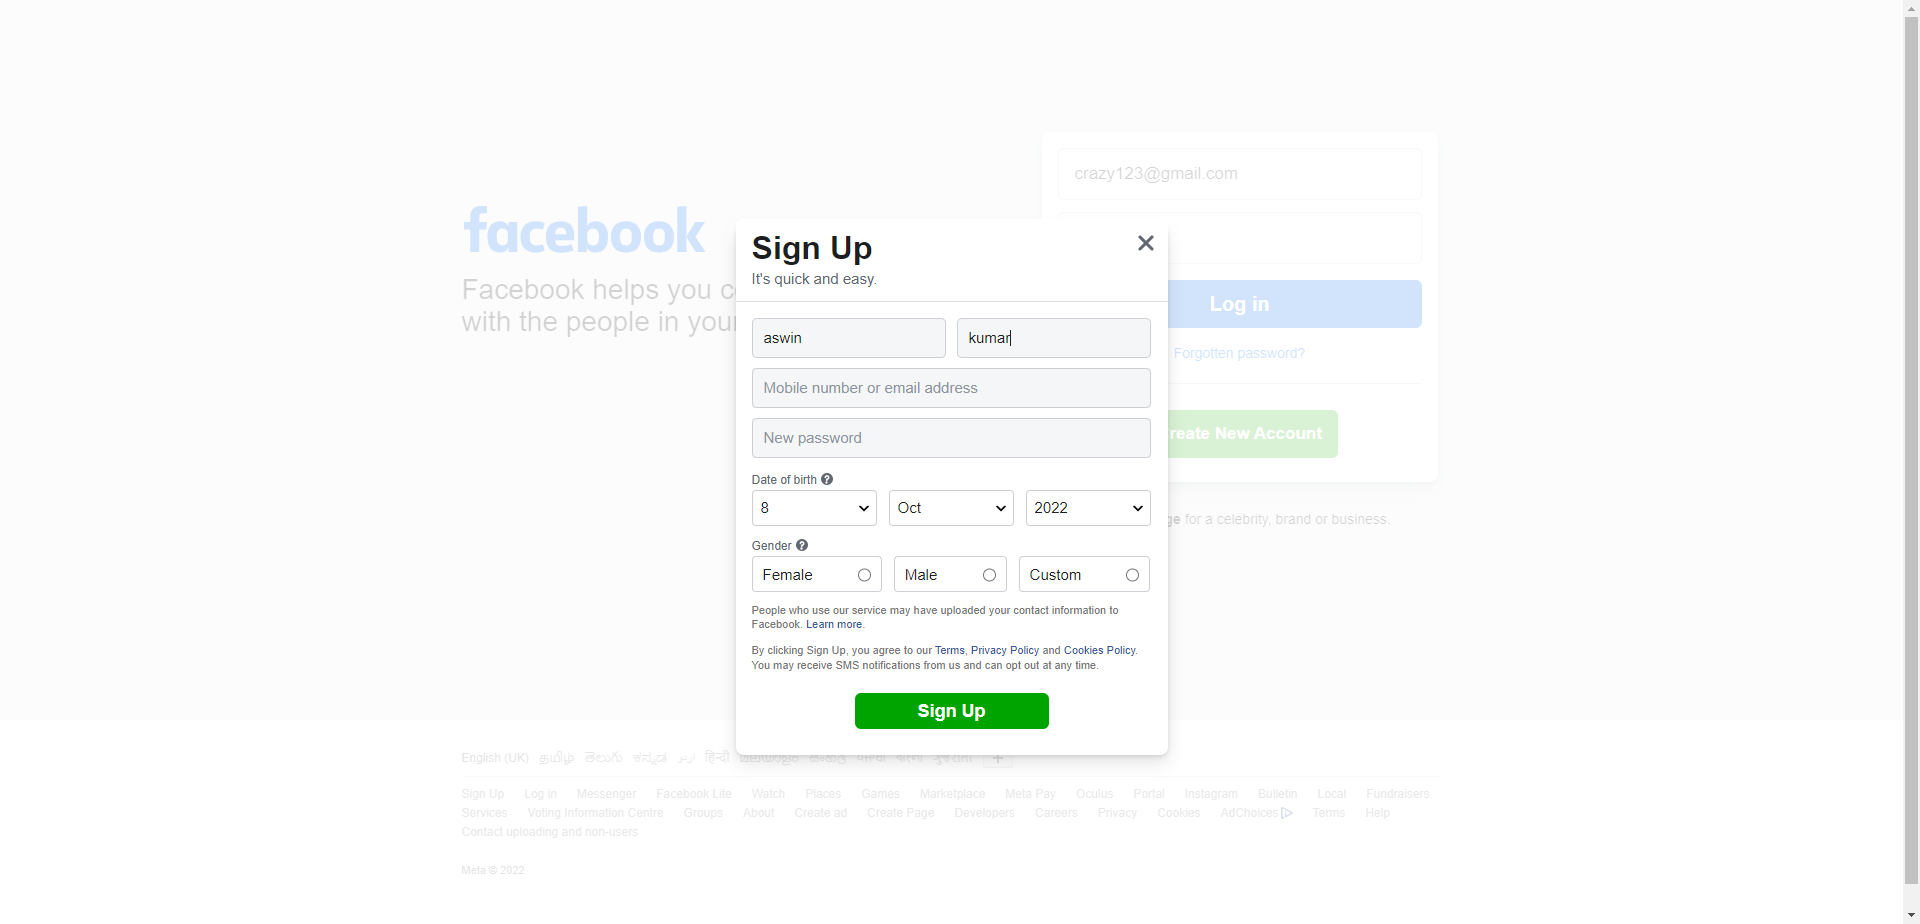 facebook
Facebook helps you c
with the people in your
crazy123@gmail.com
Log in
Forgotten password?
reate New Account
ge for a celebrity, brand or business.
Sign Up
It's quick and easy.
aswin kumar
Mobile number or email address
New password
Date of birth ?
8 Oct 2022
Gender ?
Female Male Custom
People who use our service may have uploaded your contact information to
Facebook. Learn more.
By clicking Sign Up, you agree to our Terms, Privacy Policy and Cookies Policy.
You may receive SMS notifications from us and can opt out at any time.
Sign Up
English (UK) தமிழ் తెలుగు ಕನ್ನಡ اردو हिन्दी
Sign Up Log in Messenger Facebook Lite Watch Places Games Marketplace Meta Pay Oculus Portal Instagram Bulletin Local Fundraisers
Services Voting Information Centre Groups About Create ad Create Page Developers Careers Privacy Cookies AdChoices Terms Help
Contact uploading and non-users
Meta © 2022